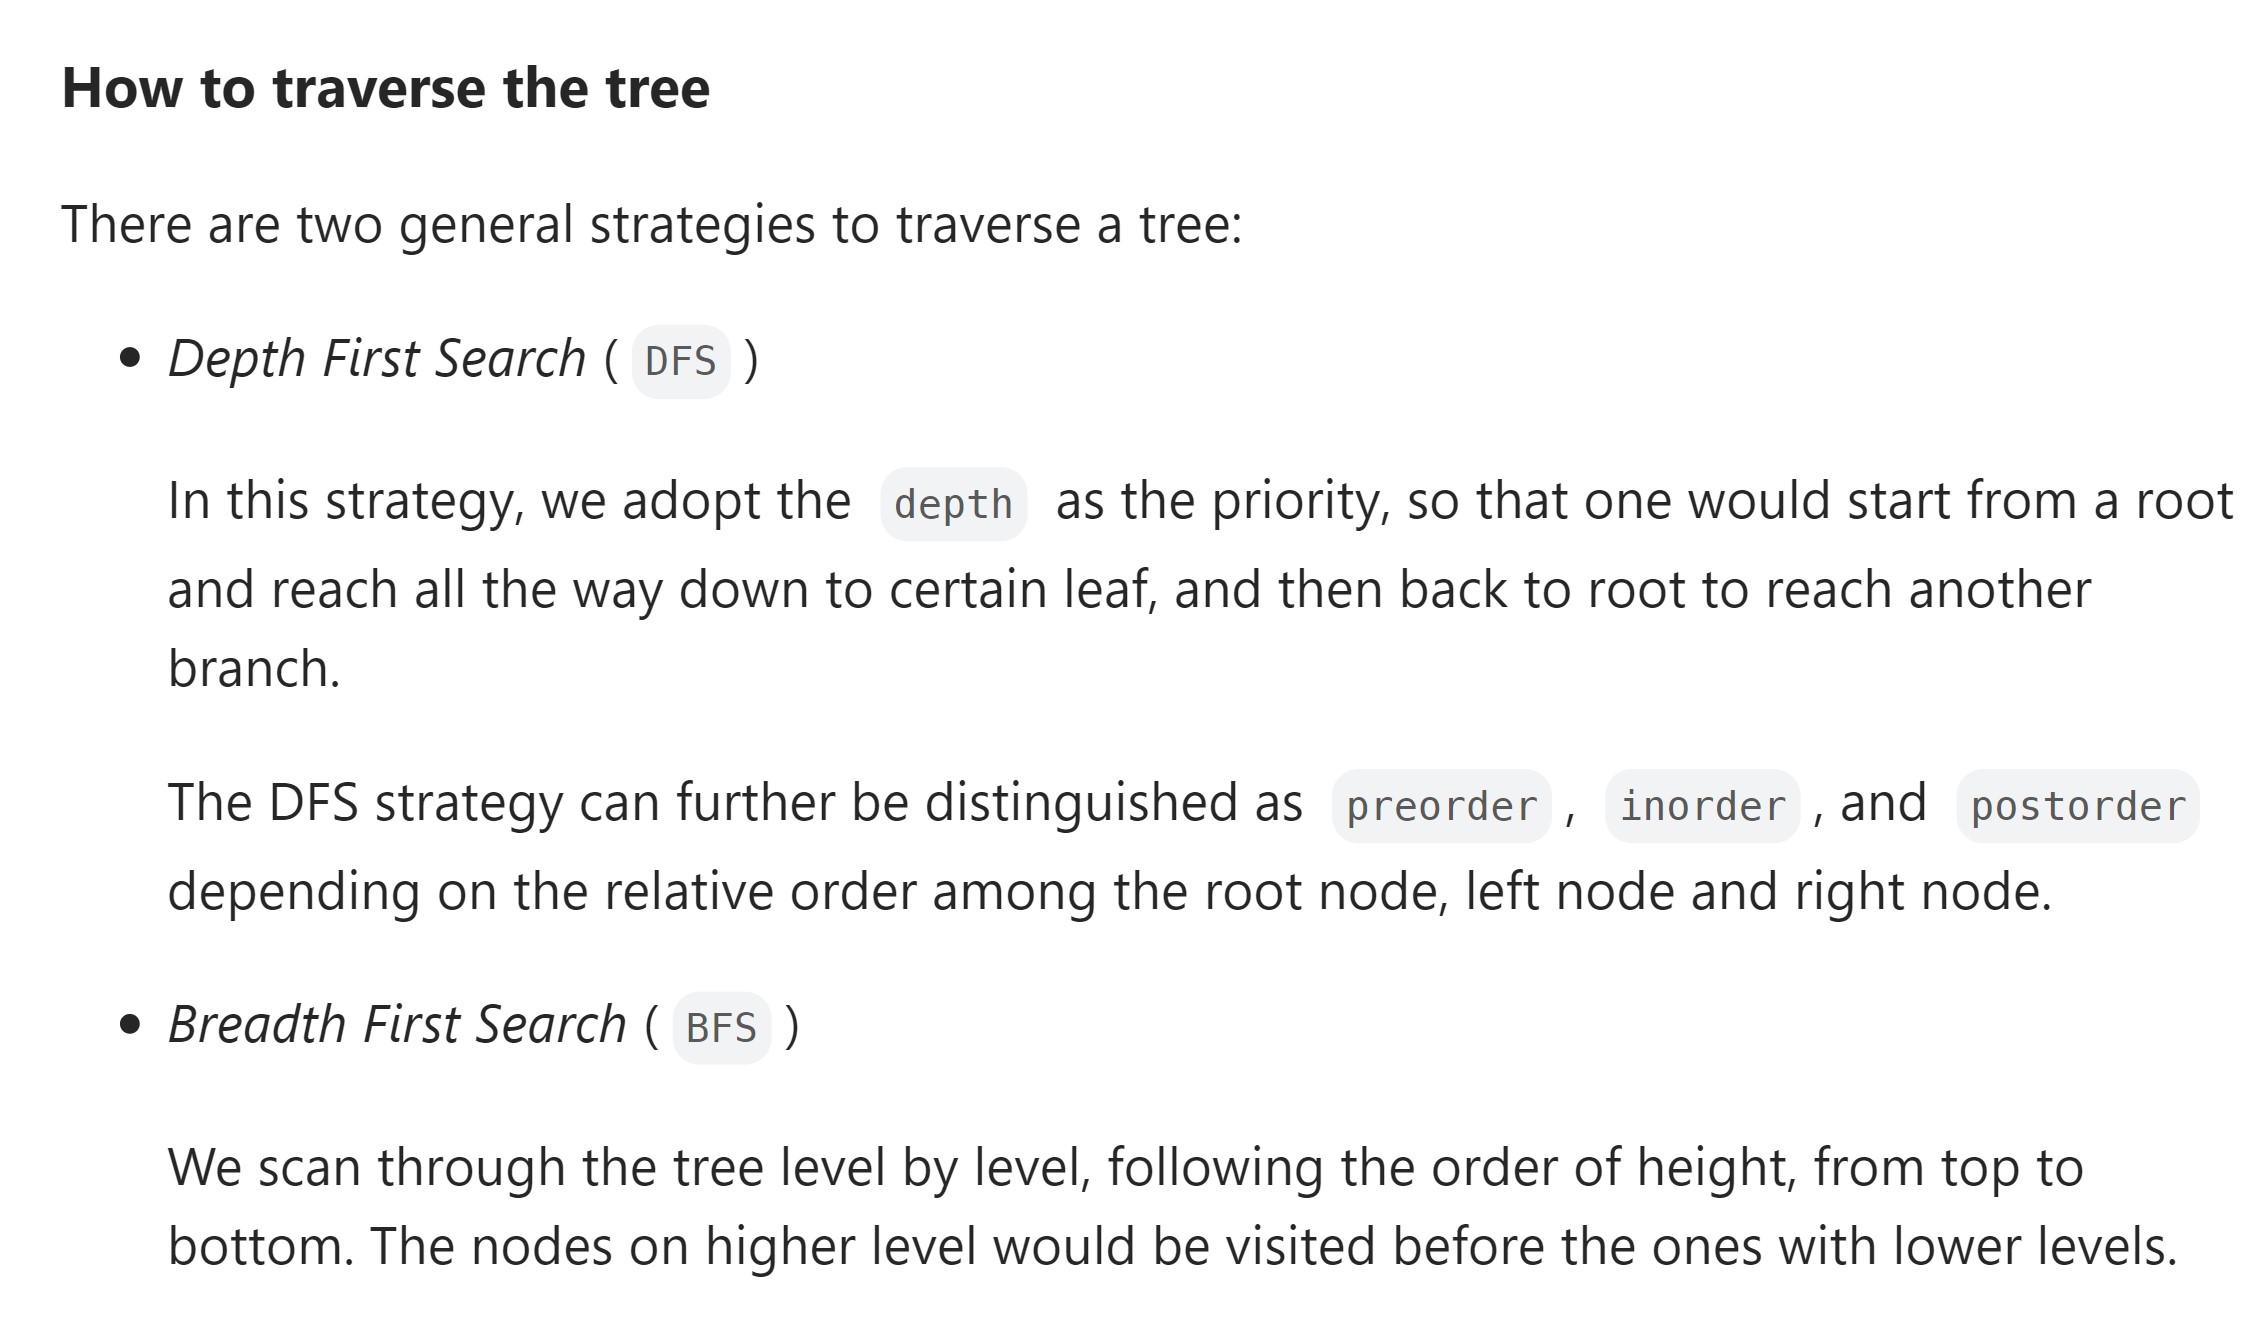 How to traverse the tree
There are two general strategies to traverse a tree:
• Depth First Search ( DFS )
In this strategy, we adopt the depth as the priority, so that one would start from a root
and reach all the way down to certain leaf, and then back to root to reach another
branch.
The DFS strategy can further be distinguished as preorder , inorder , and postorder
depending on the relative order among the root node, left node and right node.
• Breadth First Search ( BFS )
We scan through the tree level by level, following the order of height, from top to
bottom. The nodes on higher level would be visited before the ones with lower levels.